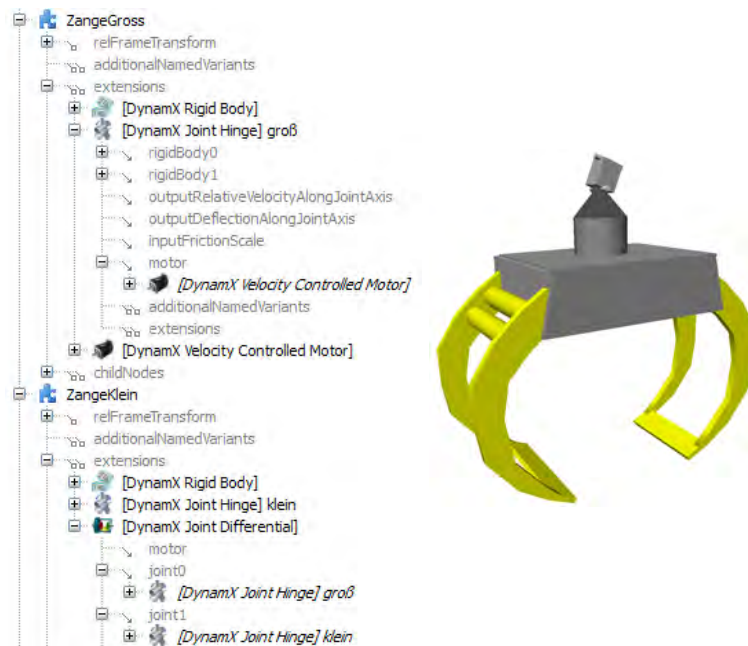 ZangeGross
relFrameTransform
additionalNamedVariants
extensions
[DynamX Rigid Body]
[DynamX Joint Hinge] groß
rigidBody0
rigidBody1
outputRelativeVelocityAlongJointAxis
outputDeflectionAlongJointAxis
inputFrictionScale
motor
[DynamX Velocity Controlled Motor]
additionalNamedVariants
extensions
[DynamX Velocity Controlled Motor]
childNodes
ZangeKlein
relFrameTransform
additionalNamedVariants
extensions
[DynamX Rigid Body]
[DynamX Joint Hinge] klein
[DynamX Joint Differential]
motor
joint0
[DynamX Joint Hinge] groß
joint1
[DynamX Joint Hinge] klein